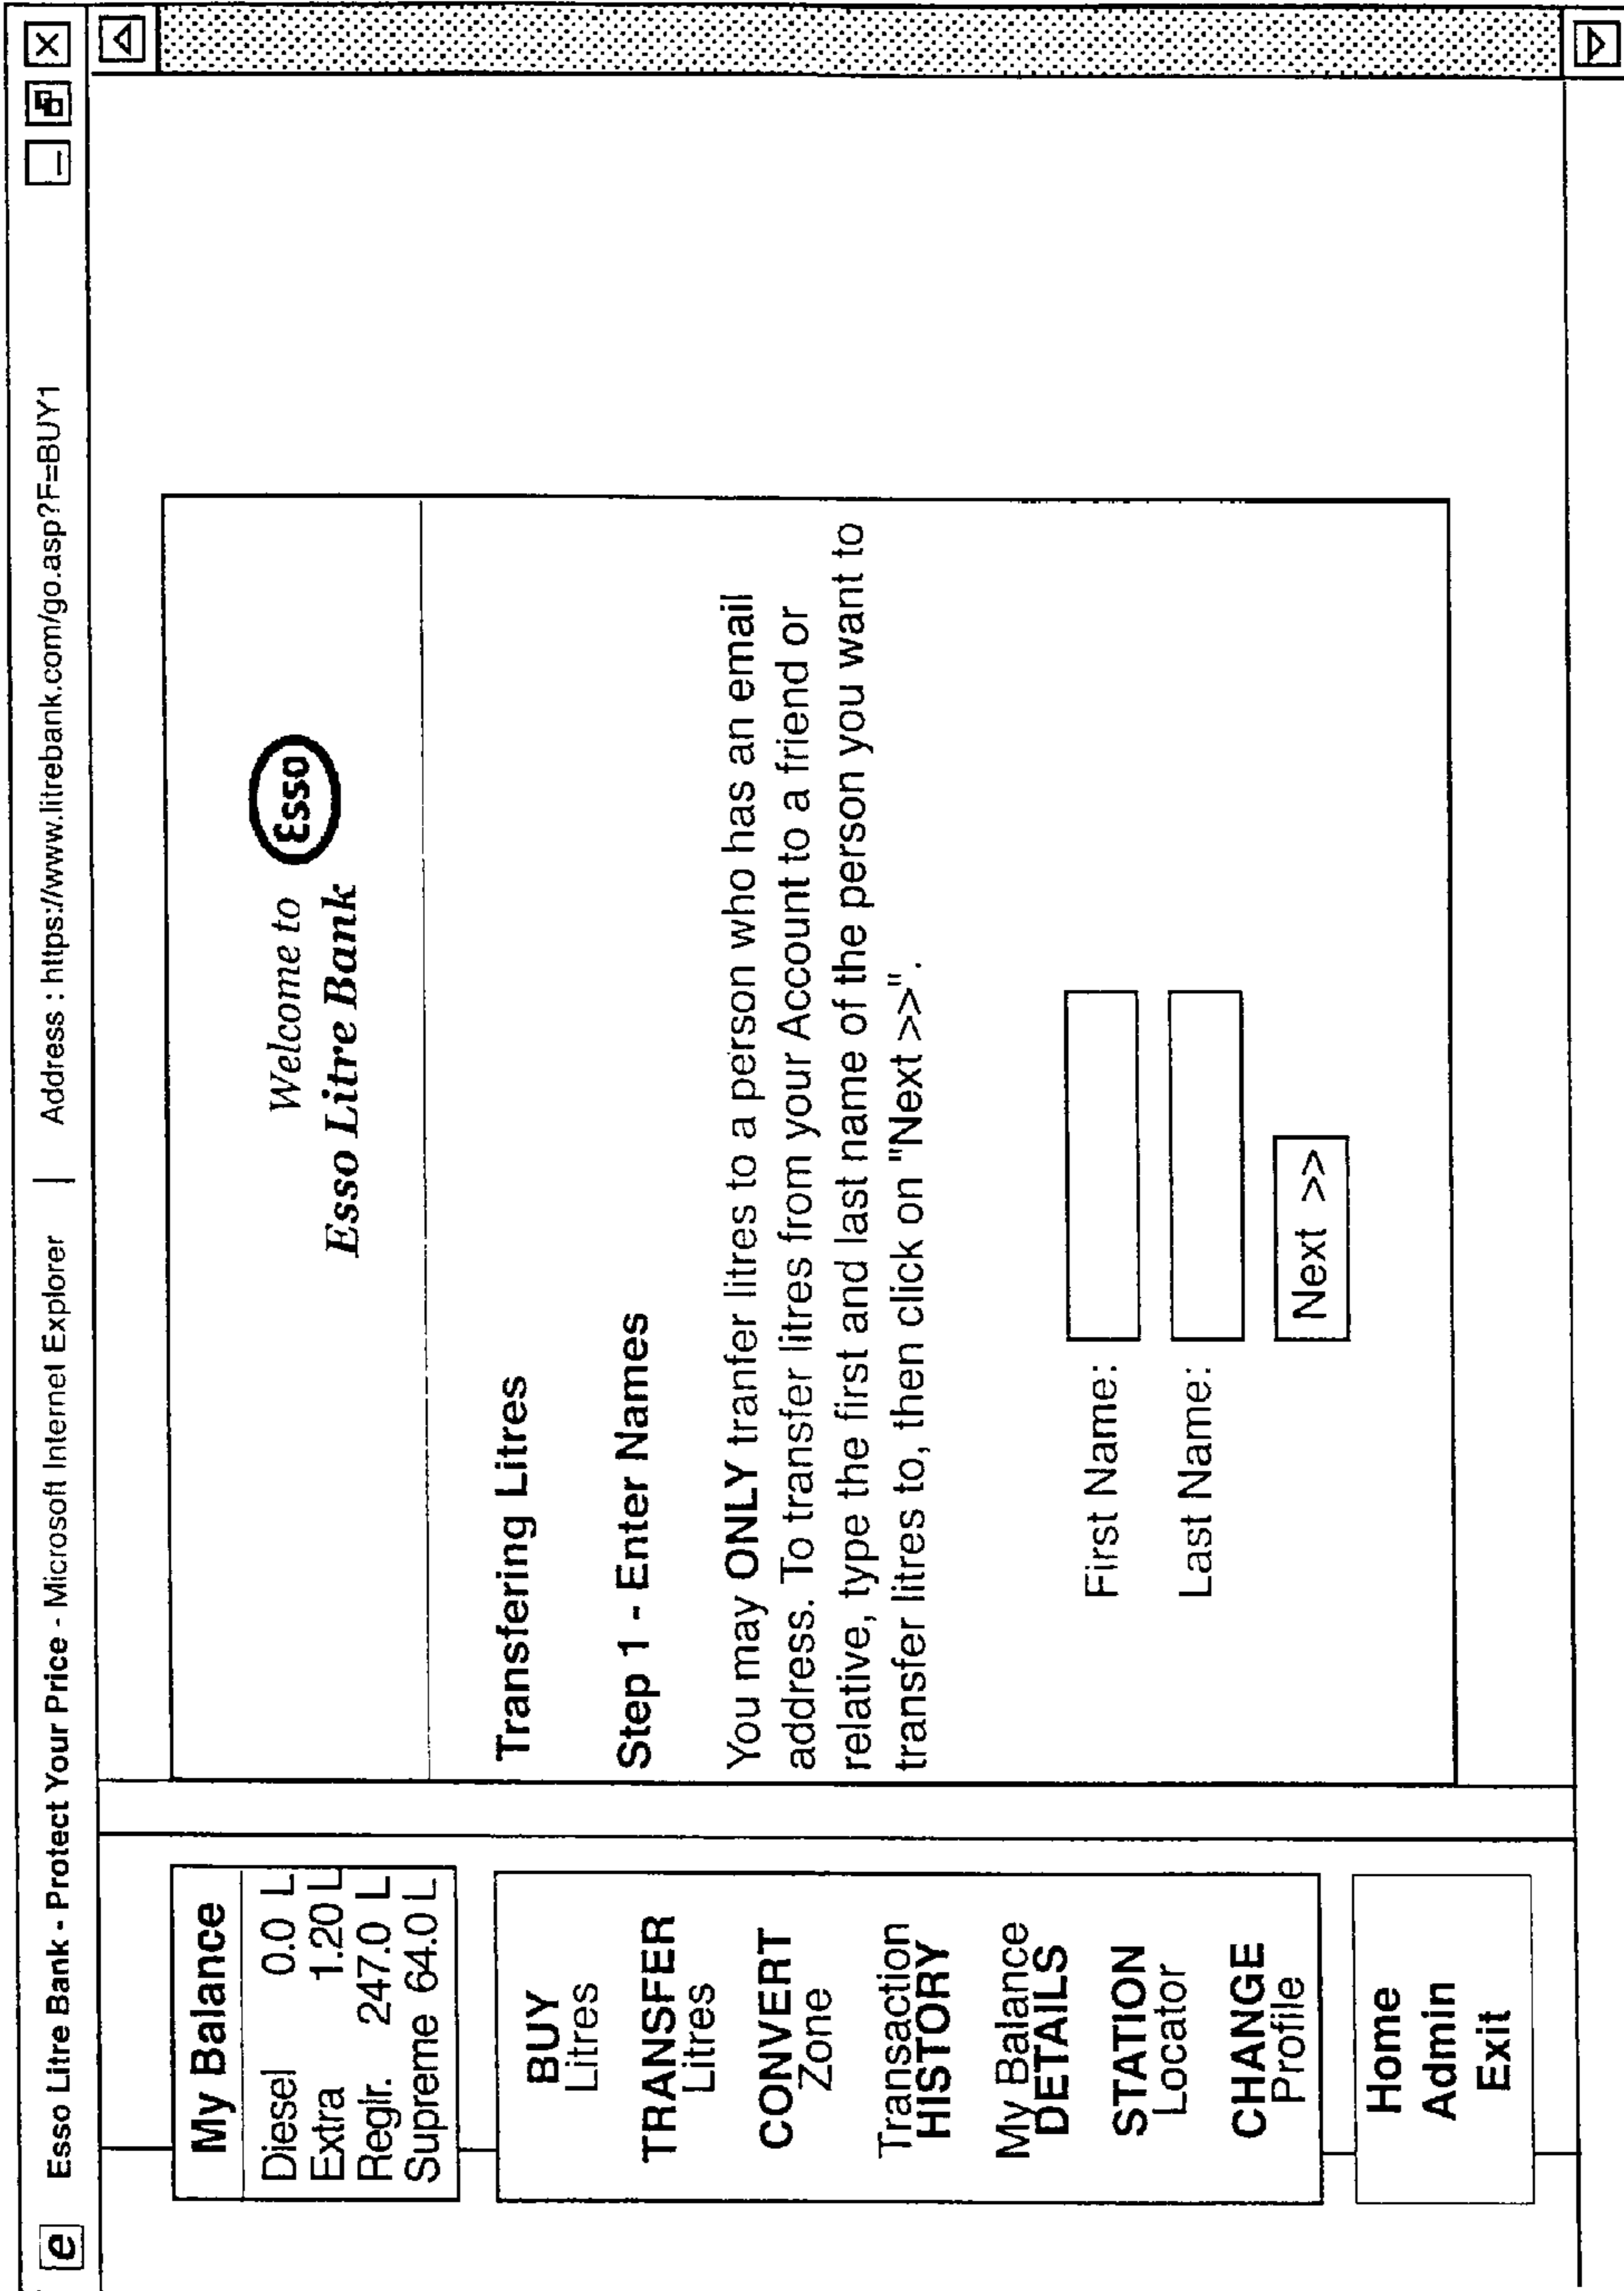 Esso Litre Bank - Protect Your Price - Microsoft Internet Explorer | Address : https://www.litrebank.com/go.asp?F=BUY1
My Balance
Diesel 0.0 L
Extra 1.20 L
Reglr. 247.0 L
Supreme 64.0 L
BUY
Litres
TRANSFER
Litres
CONVERT
Zone
Transaction
HISTORY
My Balance
DETAILS
STATION
Locator
CHANGE
Profile
Home
Admin
Exit
Welcome to
Esso Litre Bank
Esso
Transfering Litres
Step 1 - Enter Names
You may ONLY tranfer litres to a person who has an email
address. To transfer litres from your Account to a friend or
relative, type the first and last name of the person you want to
transfer litres to, then click on "Next >>".
First Name:
Last Name:
Next >>